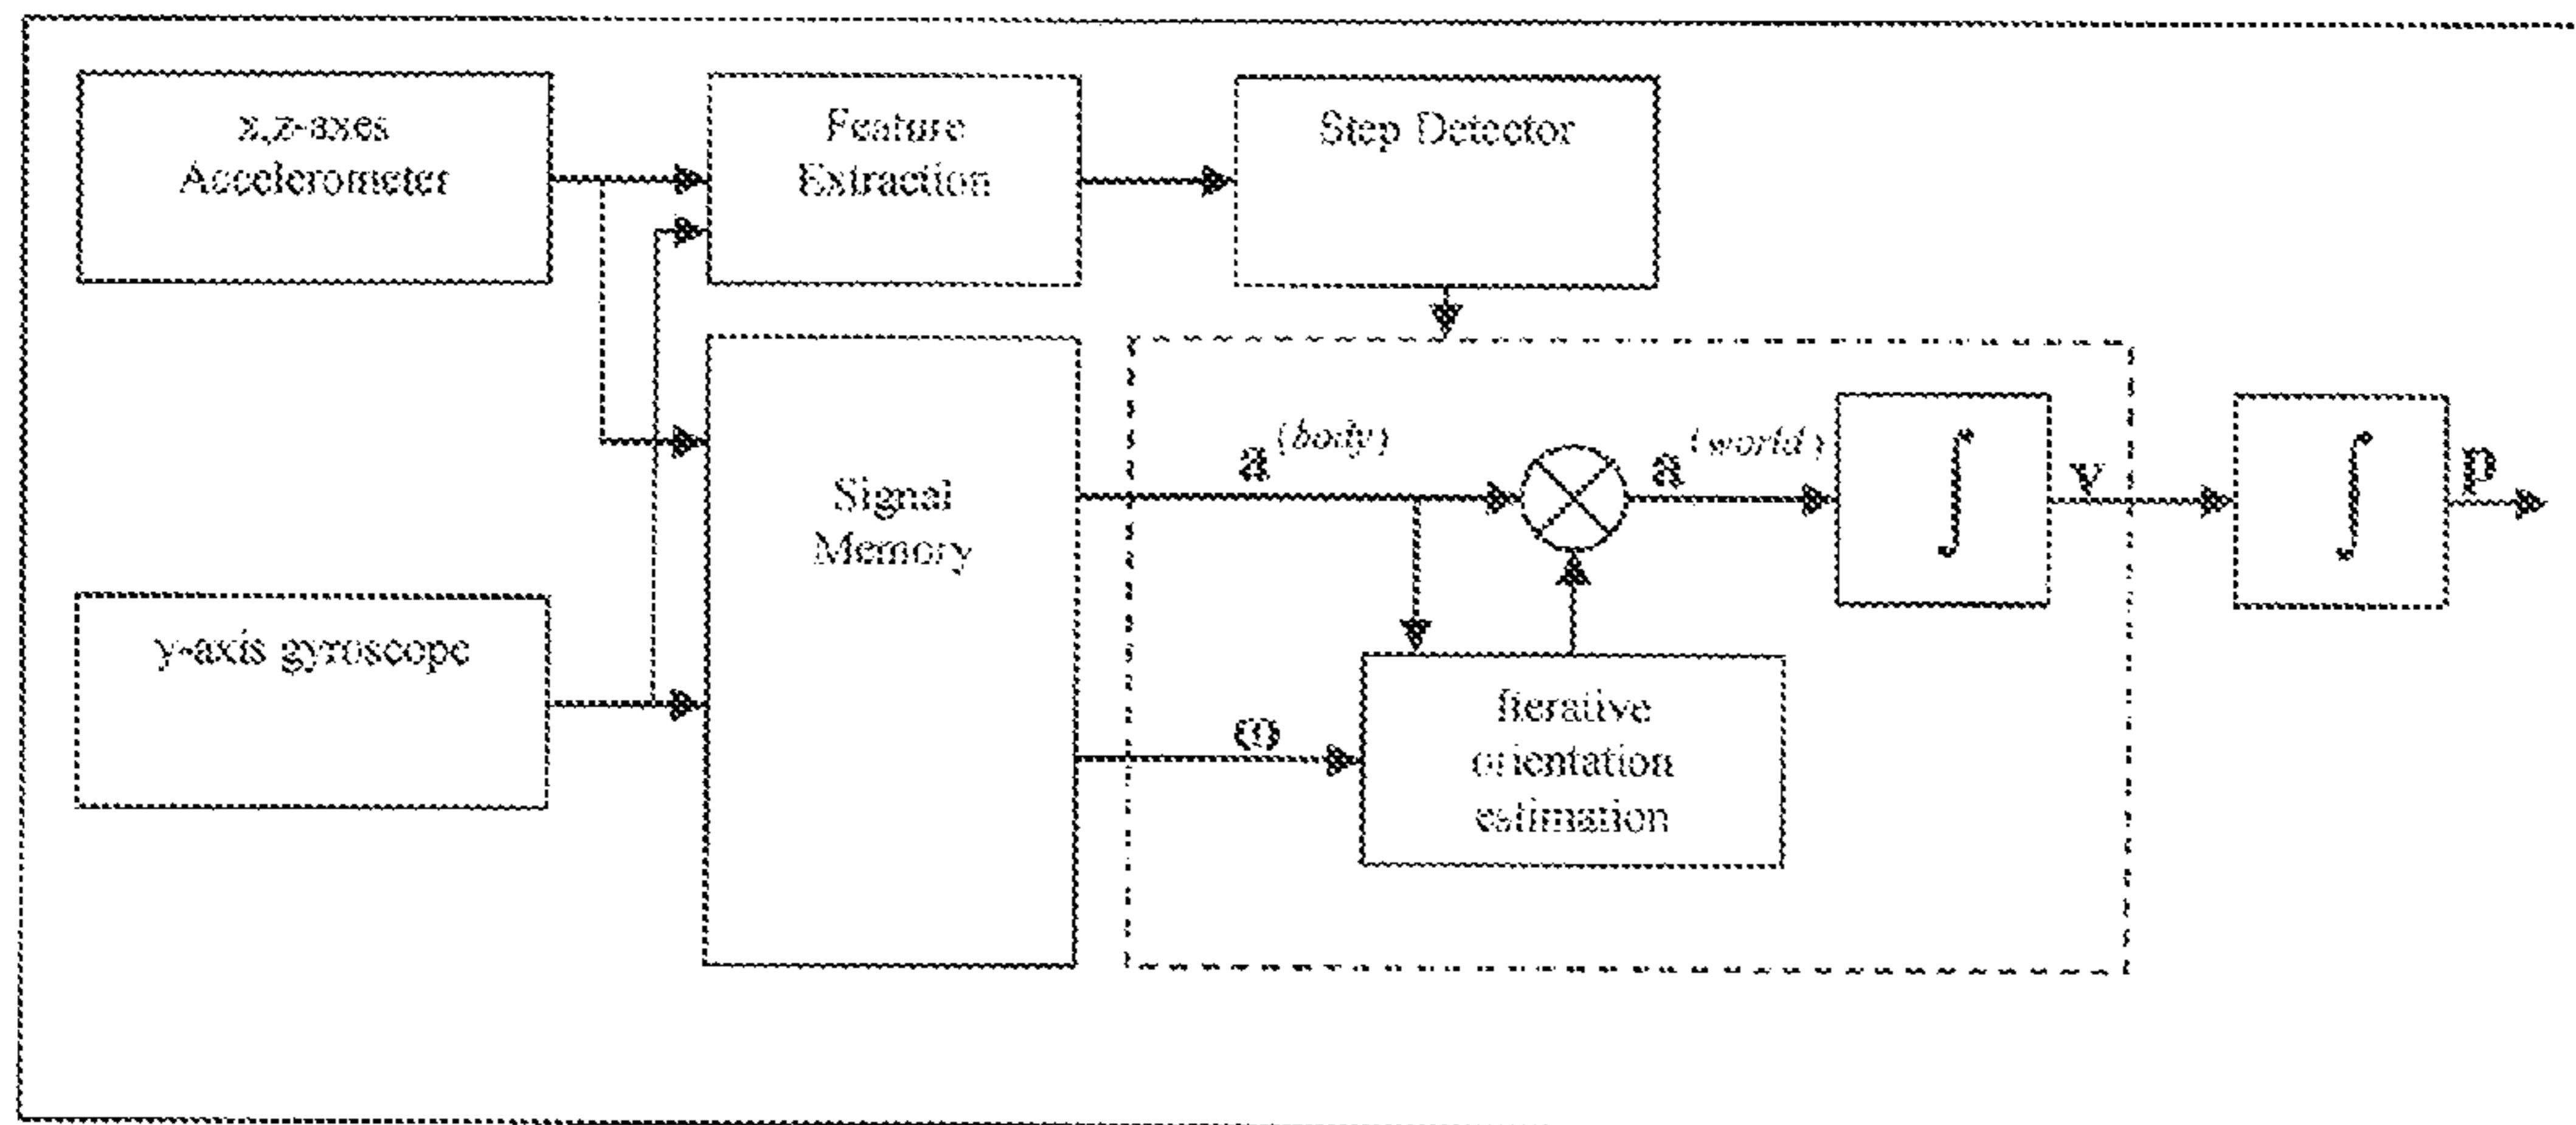 x,z-axes
Accelerometer
Feature
Extraction
Step Detector
Signal
Memory
a(body)
a(world)
∫
v
∫
p
y-axis gyroscope
ω
Iterative
orientation
estimation